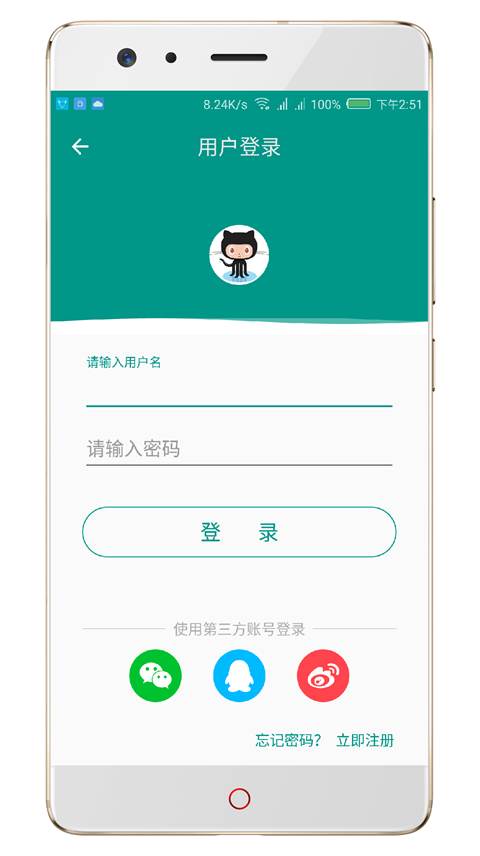 8.24K/s 100% 下午2:51
用户登录
请输入用户名
请输入密码
登 录
使用第三方账号登录
忘记密码? 立即注册